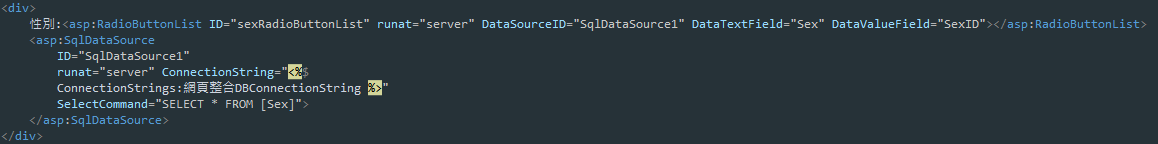 <div>
性別:<asp:RadioButtonList ID="sexRadioButtonList" runat="server" DataSourceID="SqlDataSource1" DataTextField="Sex" DataValueField="SexID"></asp:RadioButtonList>
<asp:SqlDataSource
ID="SqlDataSource1"
runat="server" ConnectionString="<%$
ConnectionStrings:網頁整合DBConnectionString %>"
SelectCommand="SELECT * FROM [Sex]">
</asp:SqlDataSource>
</div>